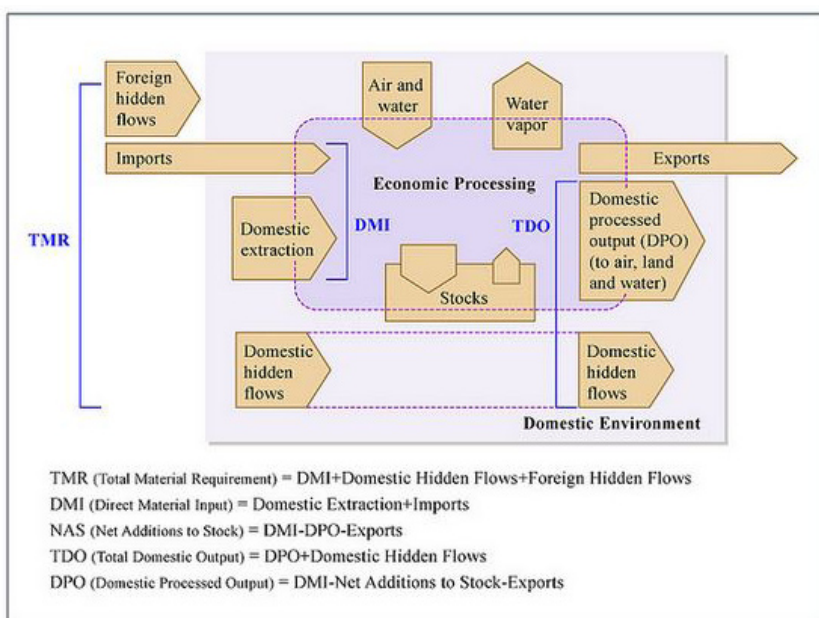 Foreign
hidden
flows
Air and
water
Water
vapor
Imports
Exports
Economic Processing
TMR
Domestic
extraction
DMI
TDO
Domestic
processed
output (DPO)
(to air, land
and water)
Stocks
Domestic
hidden
flows
Domestic
hidden
flows
Domestic Environment
TMR (Total Material Requirement) = DMI+Domestic Hidden Flows+Foreign Hidden Flows
DMI (Direct Material Input) = Domestic Extraction+Imports
NAS (Net Additions to Stock) = DMI-DPO-Exports
TDO (Total Domestic Output) = DPO+Domestic Hidden Flows
DPO (Domestic Processed Output) = DMI-Net Additions to Stock-Exports